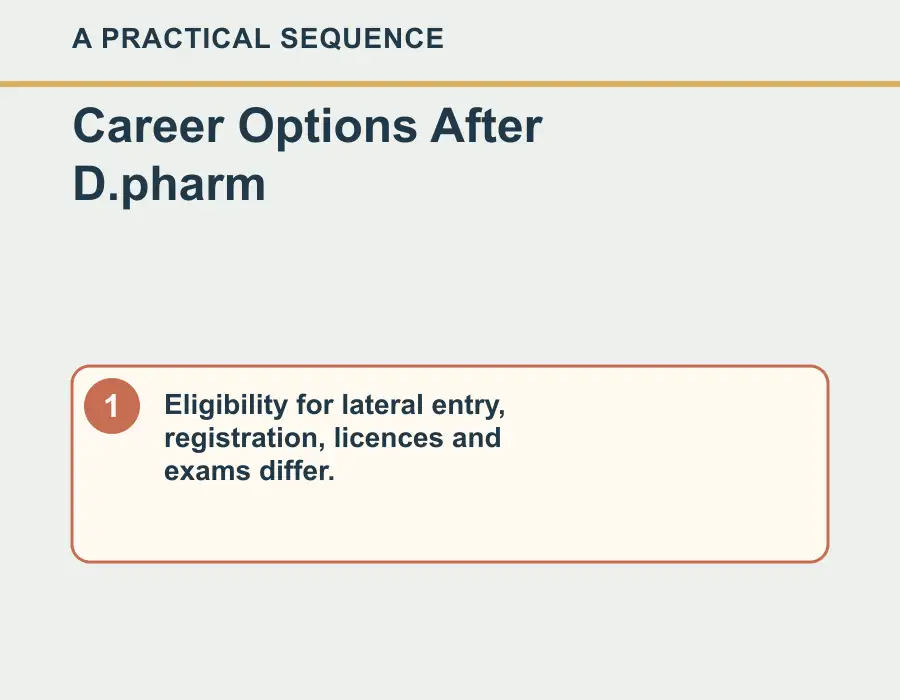 A PRACTICAL SEQUENCE
Career Options After
D.pharm
1
Eligibility for lateral entry,
registration, licences and
exams differ.